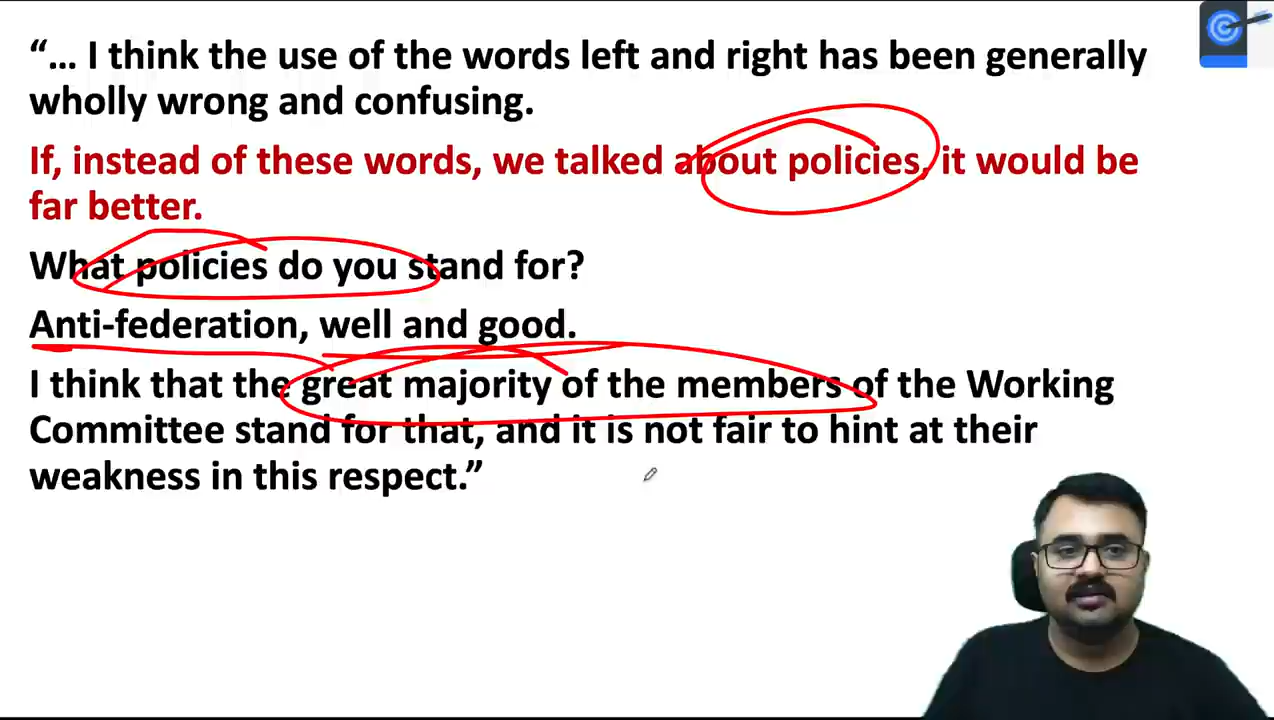 “... I think the use of the words left and right has been generally
wholly wrong and confusing.
If, instead of these words, we talked about policies, it would be
far better.
What policies do you stand for?
Anti-federation, well and good.
I think that the great majority of the members of the Working
Committee stand for that, and it is not fair to hint at their
weakness in this respect.”